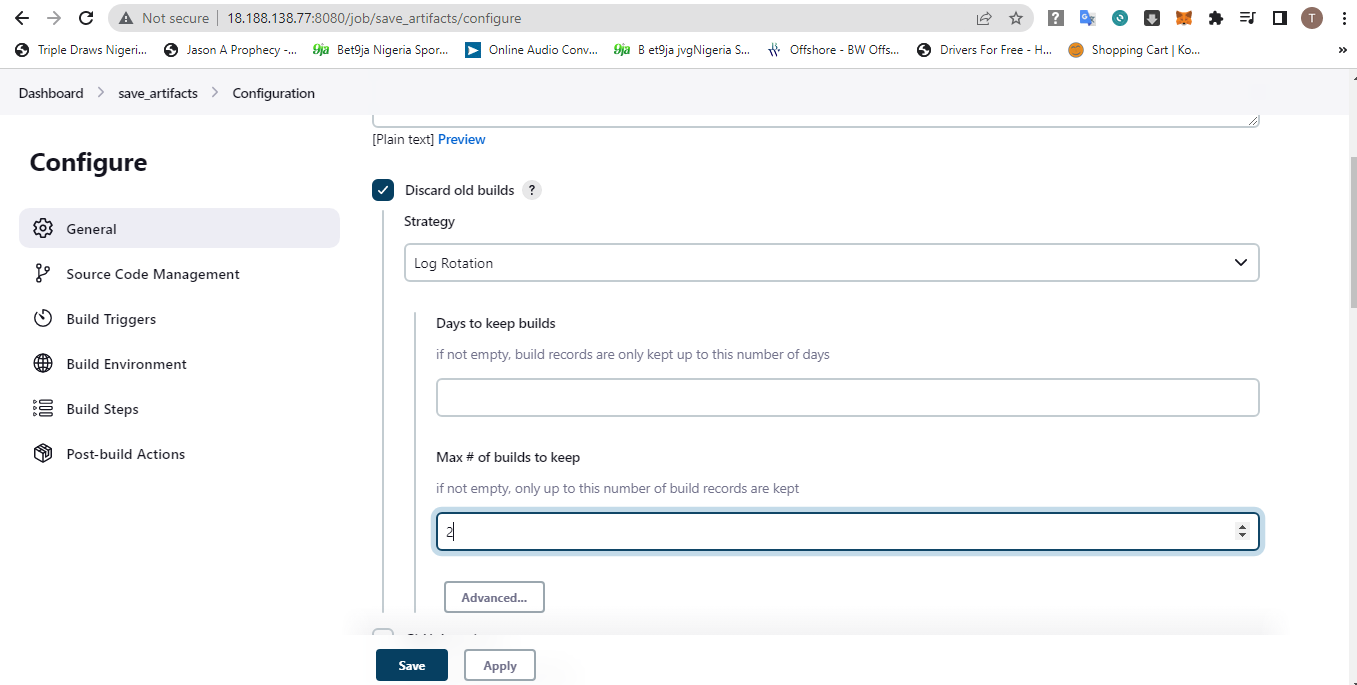 Not secure | 18.188.138.77:8080/job/save_artifacts/configure
T
Triple Draws Nigeri... Jason A Prophecy -... 9ja Bet9ja Nigeria Spor... Online Audio Conv... 9ja B et9ja jvgNigeria S... Offshore - BW Offs... Drivers For Free - H... Shopping Cart | Ko... »
Dashboard > save_artifacts > Configuration
[Plain text] Preview
Configure
Discard old builds ?
Strategy
General
Log Rotation
Source Code Management
Build Triggers
Days to keep builds
if not empty, build records are only kept up to this number of days
Build Environment
Build Steps
Post-build Actions
Max # of builds to keep
if not empty, only up to this number of build records are kept
2
Advanced...
Save Apply